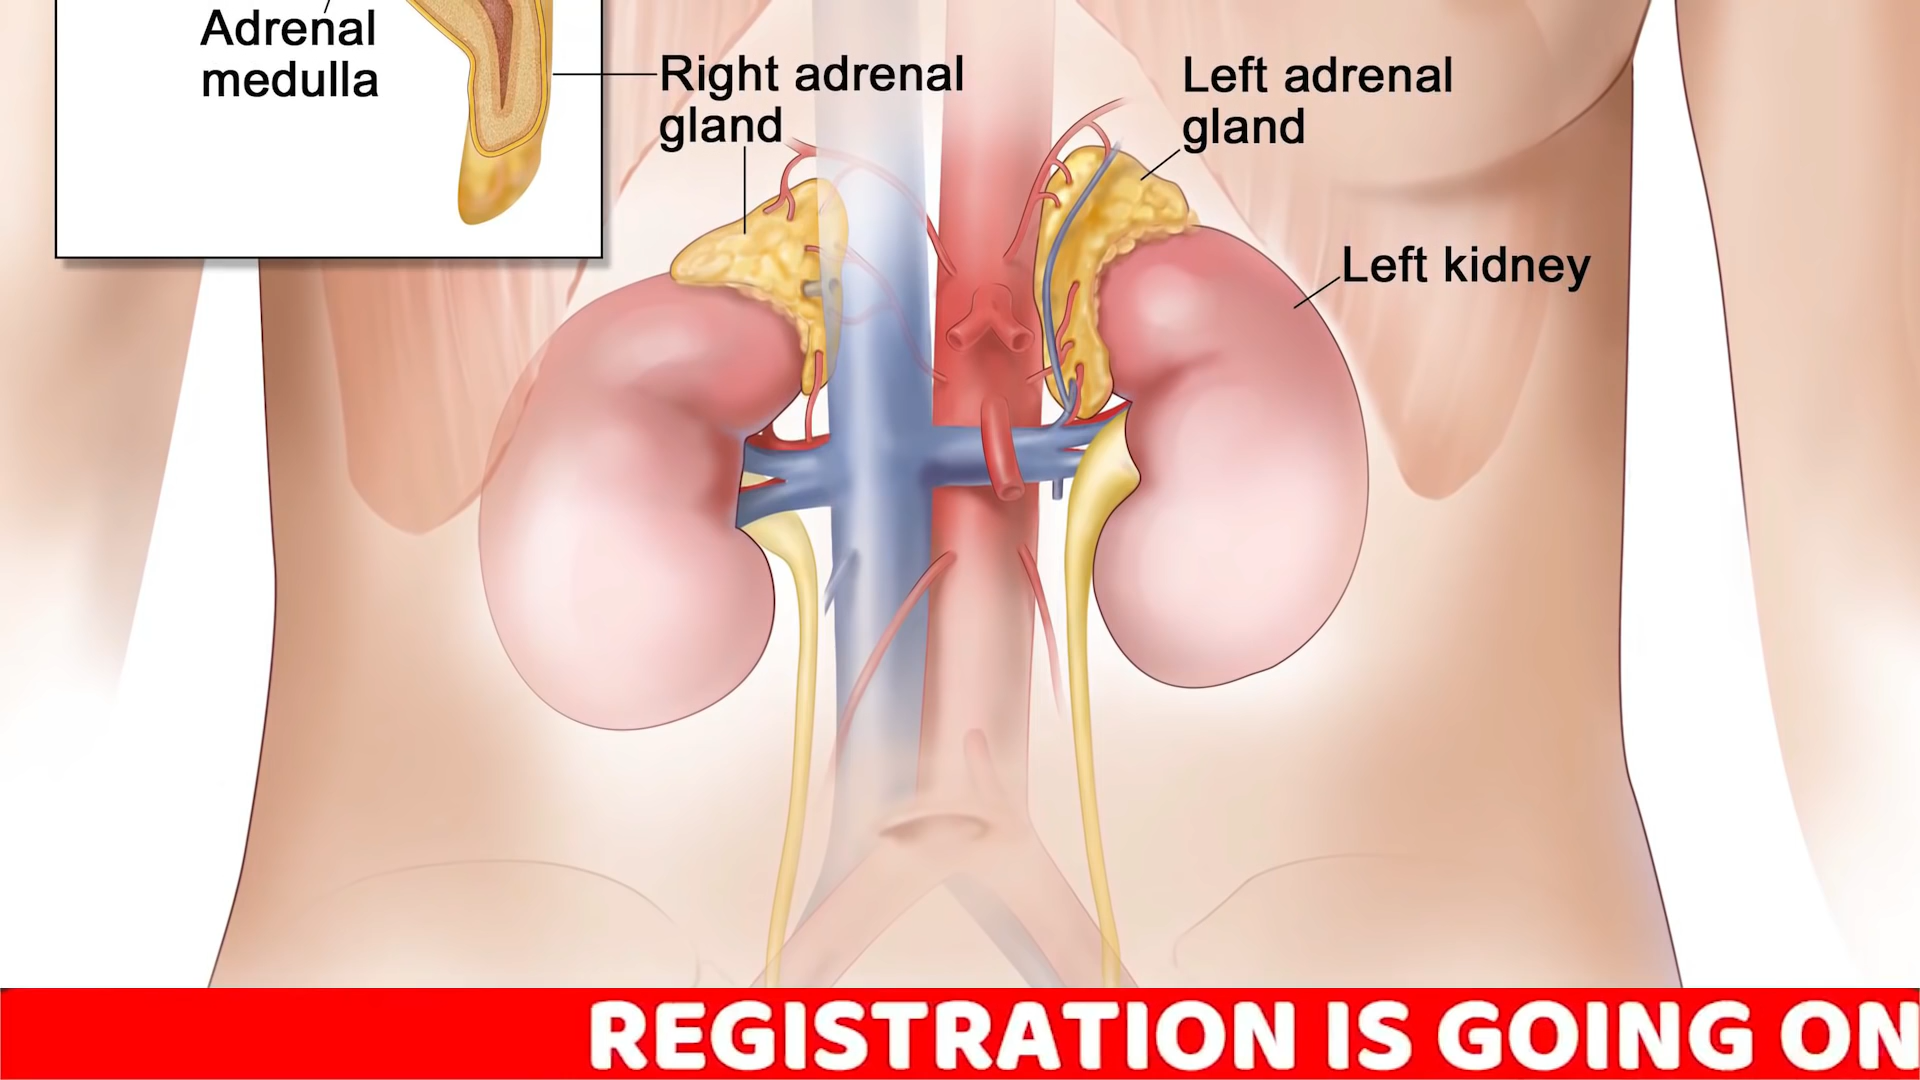 Adrenal
medulla
Right adrenal
gland
Left adrenal
gland
Left kidney
REGISTRATION IS GOING ON